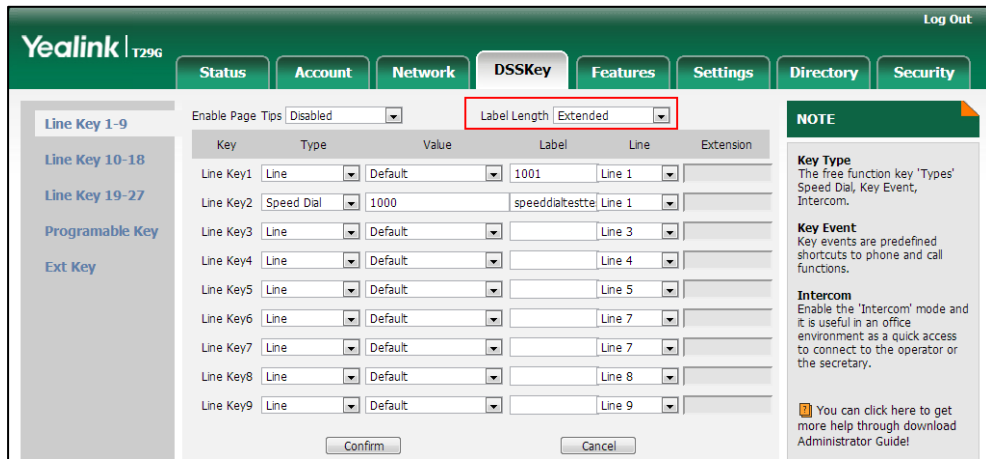 Log Out
Yealink T29G
Status Account Network DSSKey Features Settings Directory Security
Line Key 1-9
Line Key 10-18
Line Key 19-27
Programable Key
Ext Key
Enable Page Tips Disabled Label Length Extended
Key Type Value Label Line Extension
Line Key1 Line Default 1001 Line 1
Line Key2 Speed Dial 1000 speeddialtestte Line 1
Line Key3 Line Default Line 3
Line Key4 Line Default Line 4
Line Key5 Line Default Line 5
Line Key6 Line Default Line 7
Line Key7 Line Default Line 7
Line Key8 Line Default Line 8
Line Key9 Line Default Line 9
Confirm Cancel
NOTE
Key Type
The free function key 'Types'
Speed Dial, Key Event,
Intercom.
Key Event
Key events are predefined
shortcuts to phone and call
functions.
Intercom
Enable the 'Intercom' mode and
it is useful in an office
environment as a quick access
to connect to the operator or
the secretary.
You can click here to get
more help through download
Administrator Guide!